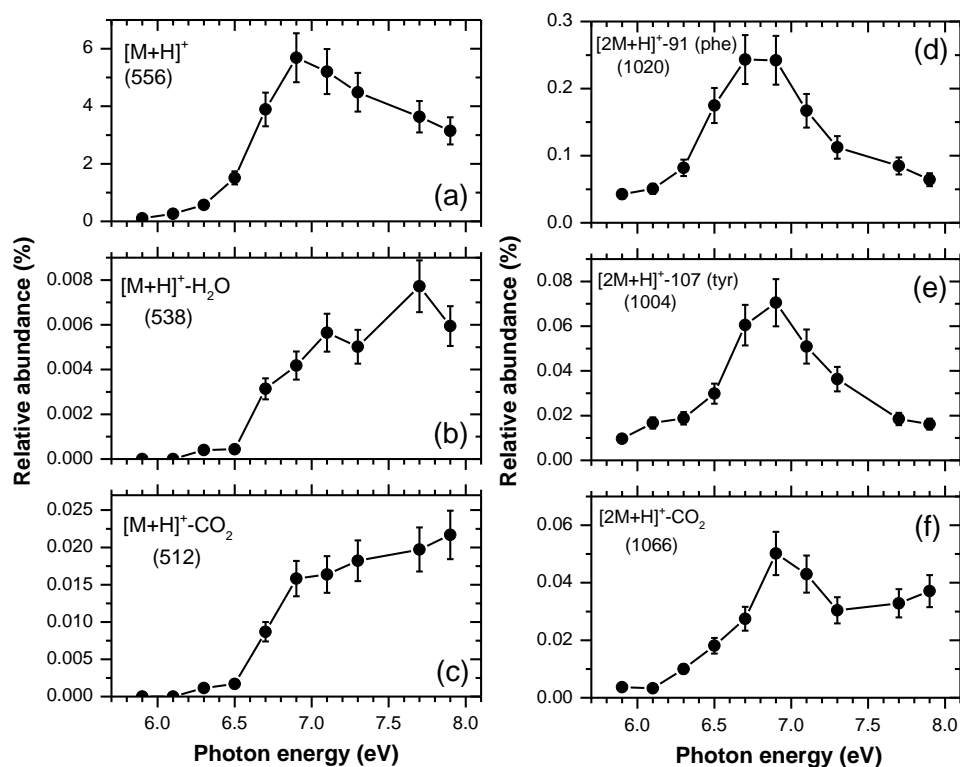 [M+H]⁺
(556)
6
4
2
0
(a)
[M+H]⁺-H₂O
(538)
0.008
0.006
0.004
0.002
0.000
(b)
[M+H]⁺-CO₂
(512)
0.025
0.020
0.015
0.010
0.005
0.000
(c)
6.0 6.5 7.0 7.5 8.0
Photon energy (eV)
Relative abundance (%)
[2M+H]⁺-91 (phe)
(1020)
0.3
0.2
0.1
0.0
(d)
[2M+H]⁺-107 (tyr)
(1004)
0.08
0.06
0.04
0.02
0.00
(e)
[2M+H]⁺-CO₂
(1066)
0.06
0.04
0.02
0.00
(f)
6.0 6.5 7.0 7.5 8.0
Photon energy (eV)
Relative abundance (%)